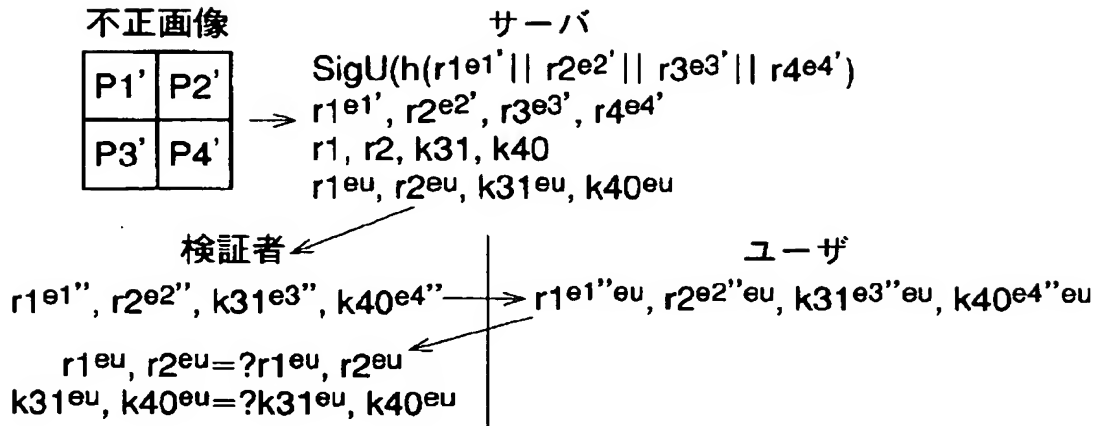 不正画像
サーバ
P1' P2'
P3' P4'
SigU(h(r1e1' || r2e2' || r3e3' || r4e4')
r1e1', r2e2', r3e3', r4e4'
r1, r2, k31, k40
r1eu, r2eu, k31eu, k40eu
検証者
r1e1'', r2e2'', k31e3'', k40e4''
r1eu, r2eu=?r1eu, r2eu
k31eu, k40eu=?k31eu, k40eu
ユーザ
r1e1''eu, r2e2''eu, k31e3''eu, k40e4''eu